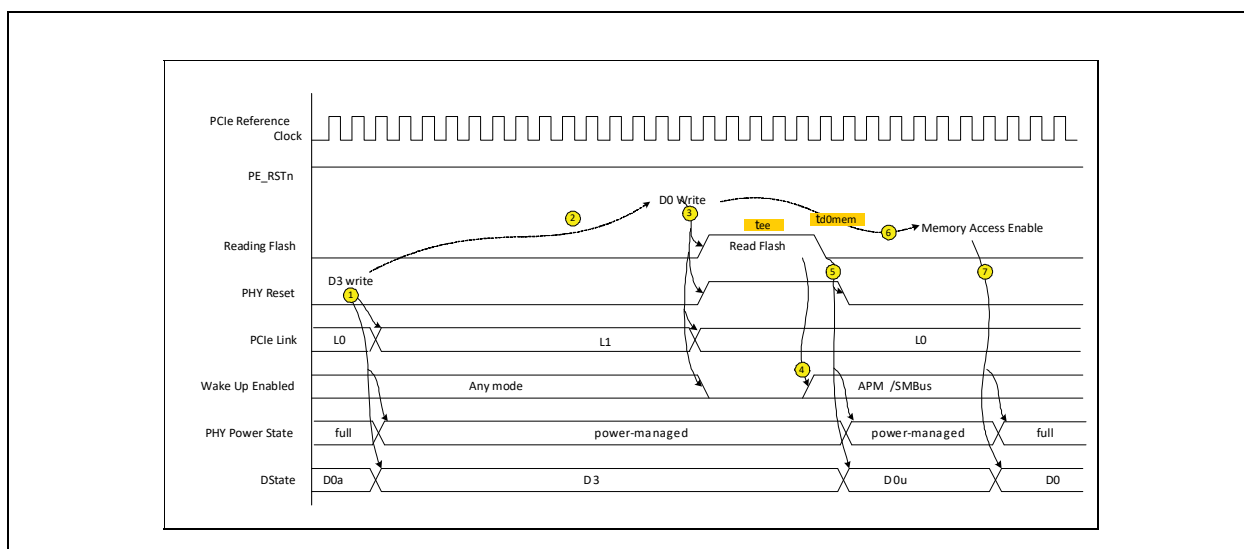 PCIe Reference
Clock
PE_RSTn
D0 Write
2
3
tee
td0mem
6
Memory Access Enable
Reading Flash
Read Flash
D3 write
5
7
1
PHY Reset
PCIe Link
L0
L1
L0
4
Wake Up Enabled
Any mode
APM /SMBus
PHY Power State
full
power-managed
power-managed
full
DState
D0a
D3
D0u
D0